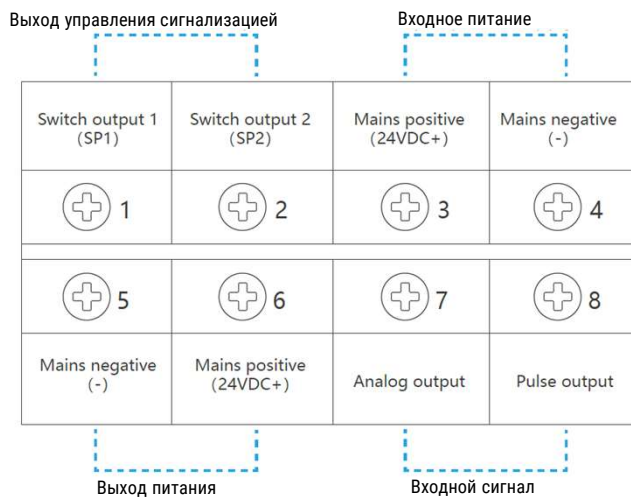 Выход управления сигнализацией
Входное питание
Switch output 1
(SP1)
Switch output 2
(SP2)
Mains positive
(24VDC+)
Mains negative
(-)
1
2
3
4
5
6
7
8
Mains negative
(-)
Mains positive
(24VDC+)
Analog output
Pulse output
Выход питания
Входной сигнал